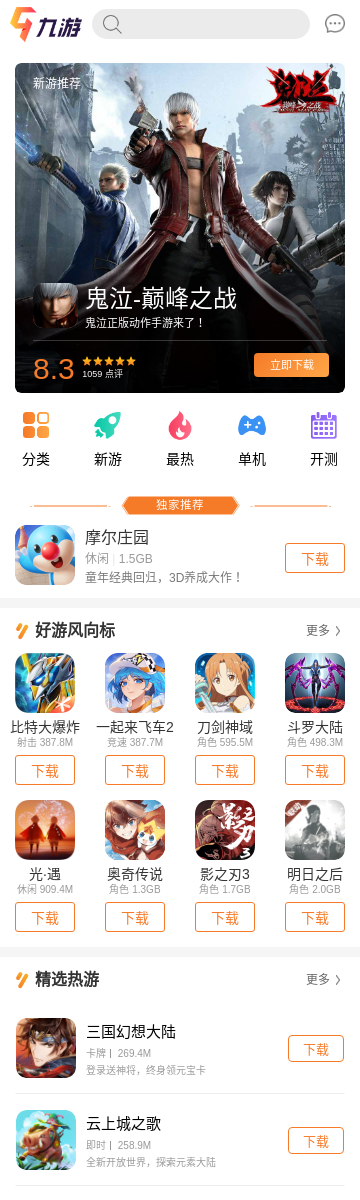 九游
新游推荐
鬼泣
巅峰之战
鬼泣-巅峰之战
鬼泣正版动作手游来了！
8.3
1059 点评
立即下载
分类 新游 最热 单机 开测
独家推荐
摩尔庄园
休闲 | 1.5GB
童年经典回归，3D养成大作！
下载
好游风向标 更多
比特大爆炸 一起来飞车2 刀剑神域 斗罗大陆
射击 387.8M 竞速 387.7M 角色 595.5M 角色 498.3M
下载 下载 下载 下载
影之刃3
光·遇 奥奇传说 影之刃3 明日之后
休闲 909.4M 角色 1.3GB 角色 1.7GB 角色 2.0GB
下载 下载 下载 下载
精选热游 更多
三国幻想大陆
卡牌 | 269.4M
登录送神将，终身领元宝卡
下载
云上城之歌
即时 | 258.9M
全新开放世界，探索元素大陆
下载